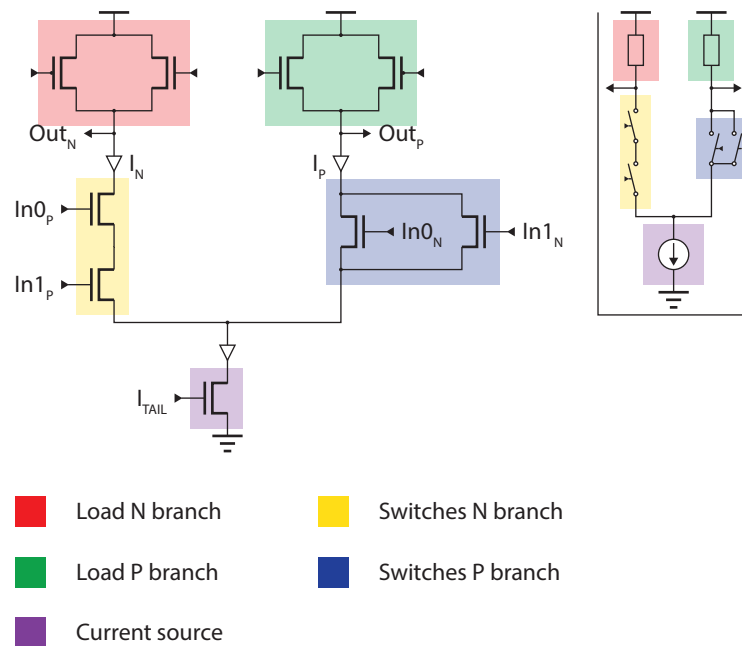 Out_N
Out_P
I_N
I_P
In0_P
In0_N
In1_N
In1_P
I_TAIL
Load N branch
Switches N branch
Load P branch
Switches P branch
Current source